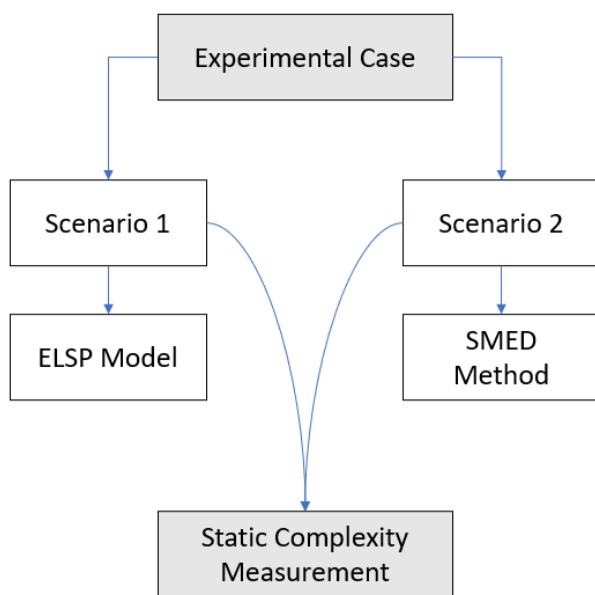 Experimental Case
Scenario 1
Scenario 2
ELSP Model
SMED
Method
Static Complexity
Measurement